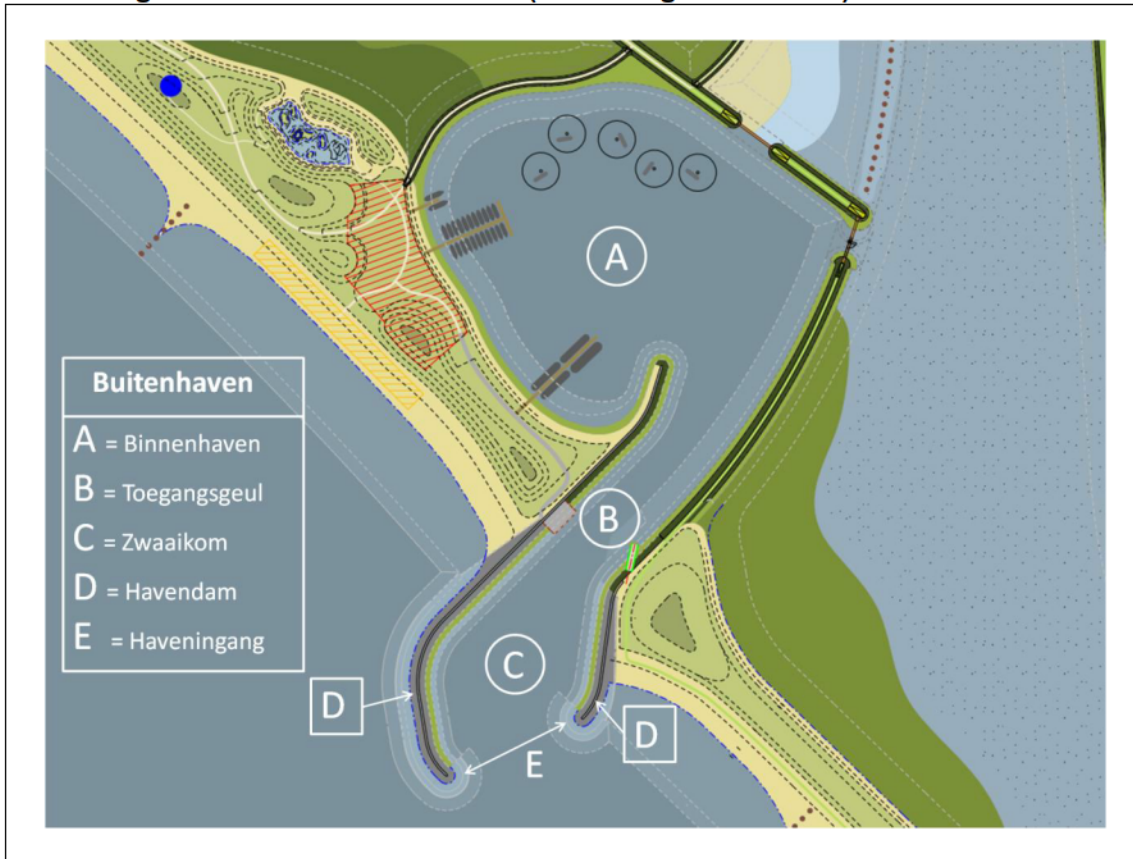 A
Buitenhaven
A = Binnenhaven
B = Toegangsgeul
C = Zwaaikom
D = Havendam
E = Haveningang
B
C
D
D
E